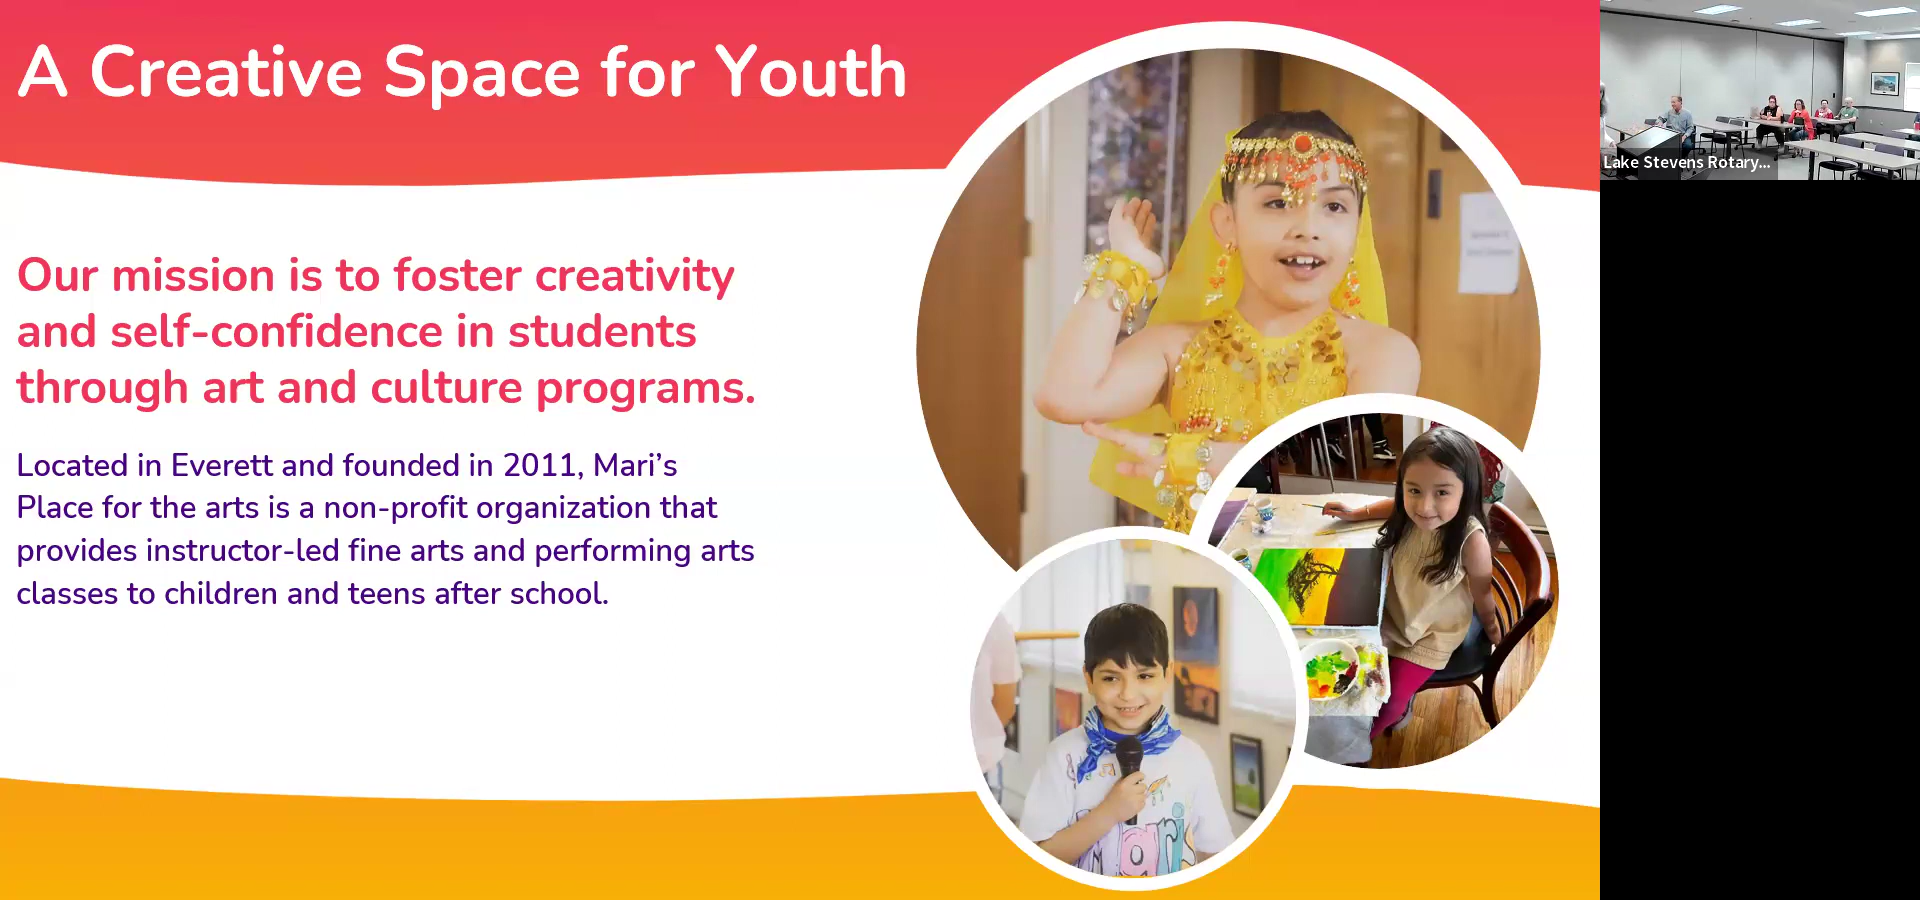 A Creative Space for Youth
Our mission is to foster creativity
and self-confidence in students
through art and culture programs.
Located in Everett and founded in 2011, Mari’s
Place for the arts is a non-profit organization that
provides instructor-led fine arts and performing arts
classes to children and teens after school.
Lake Stevens Rotary...